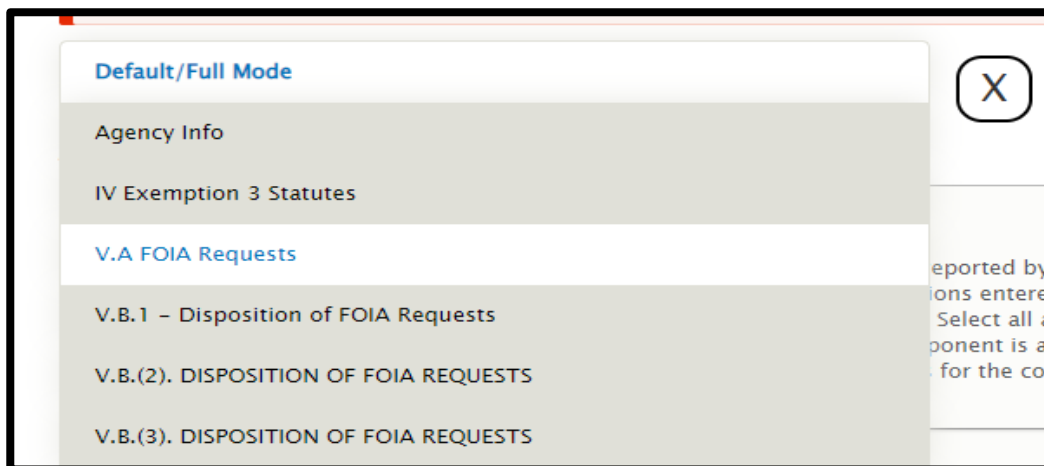 Default/Full Mode
X
Agency Info
IV Exemption 3 Statutes
V.A FOIA Requests
eported by
ions entere
V.B.1 – Disposition of FOIA Requests
Select all a
ponent is a
V.B.(2). DISPOSITION OF FOIA REQUESTS
for the co
V.B.(3). DISPOSITION OF FOIA REQUESTS